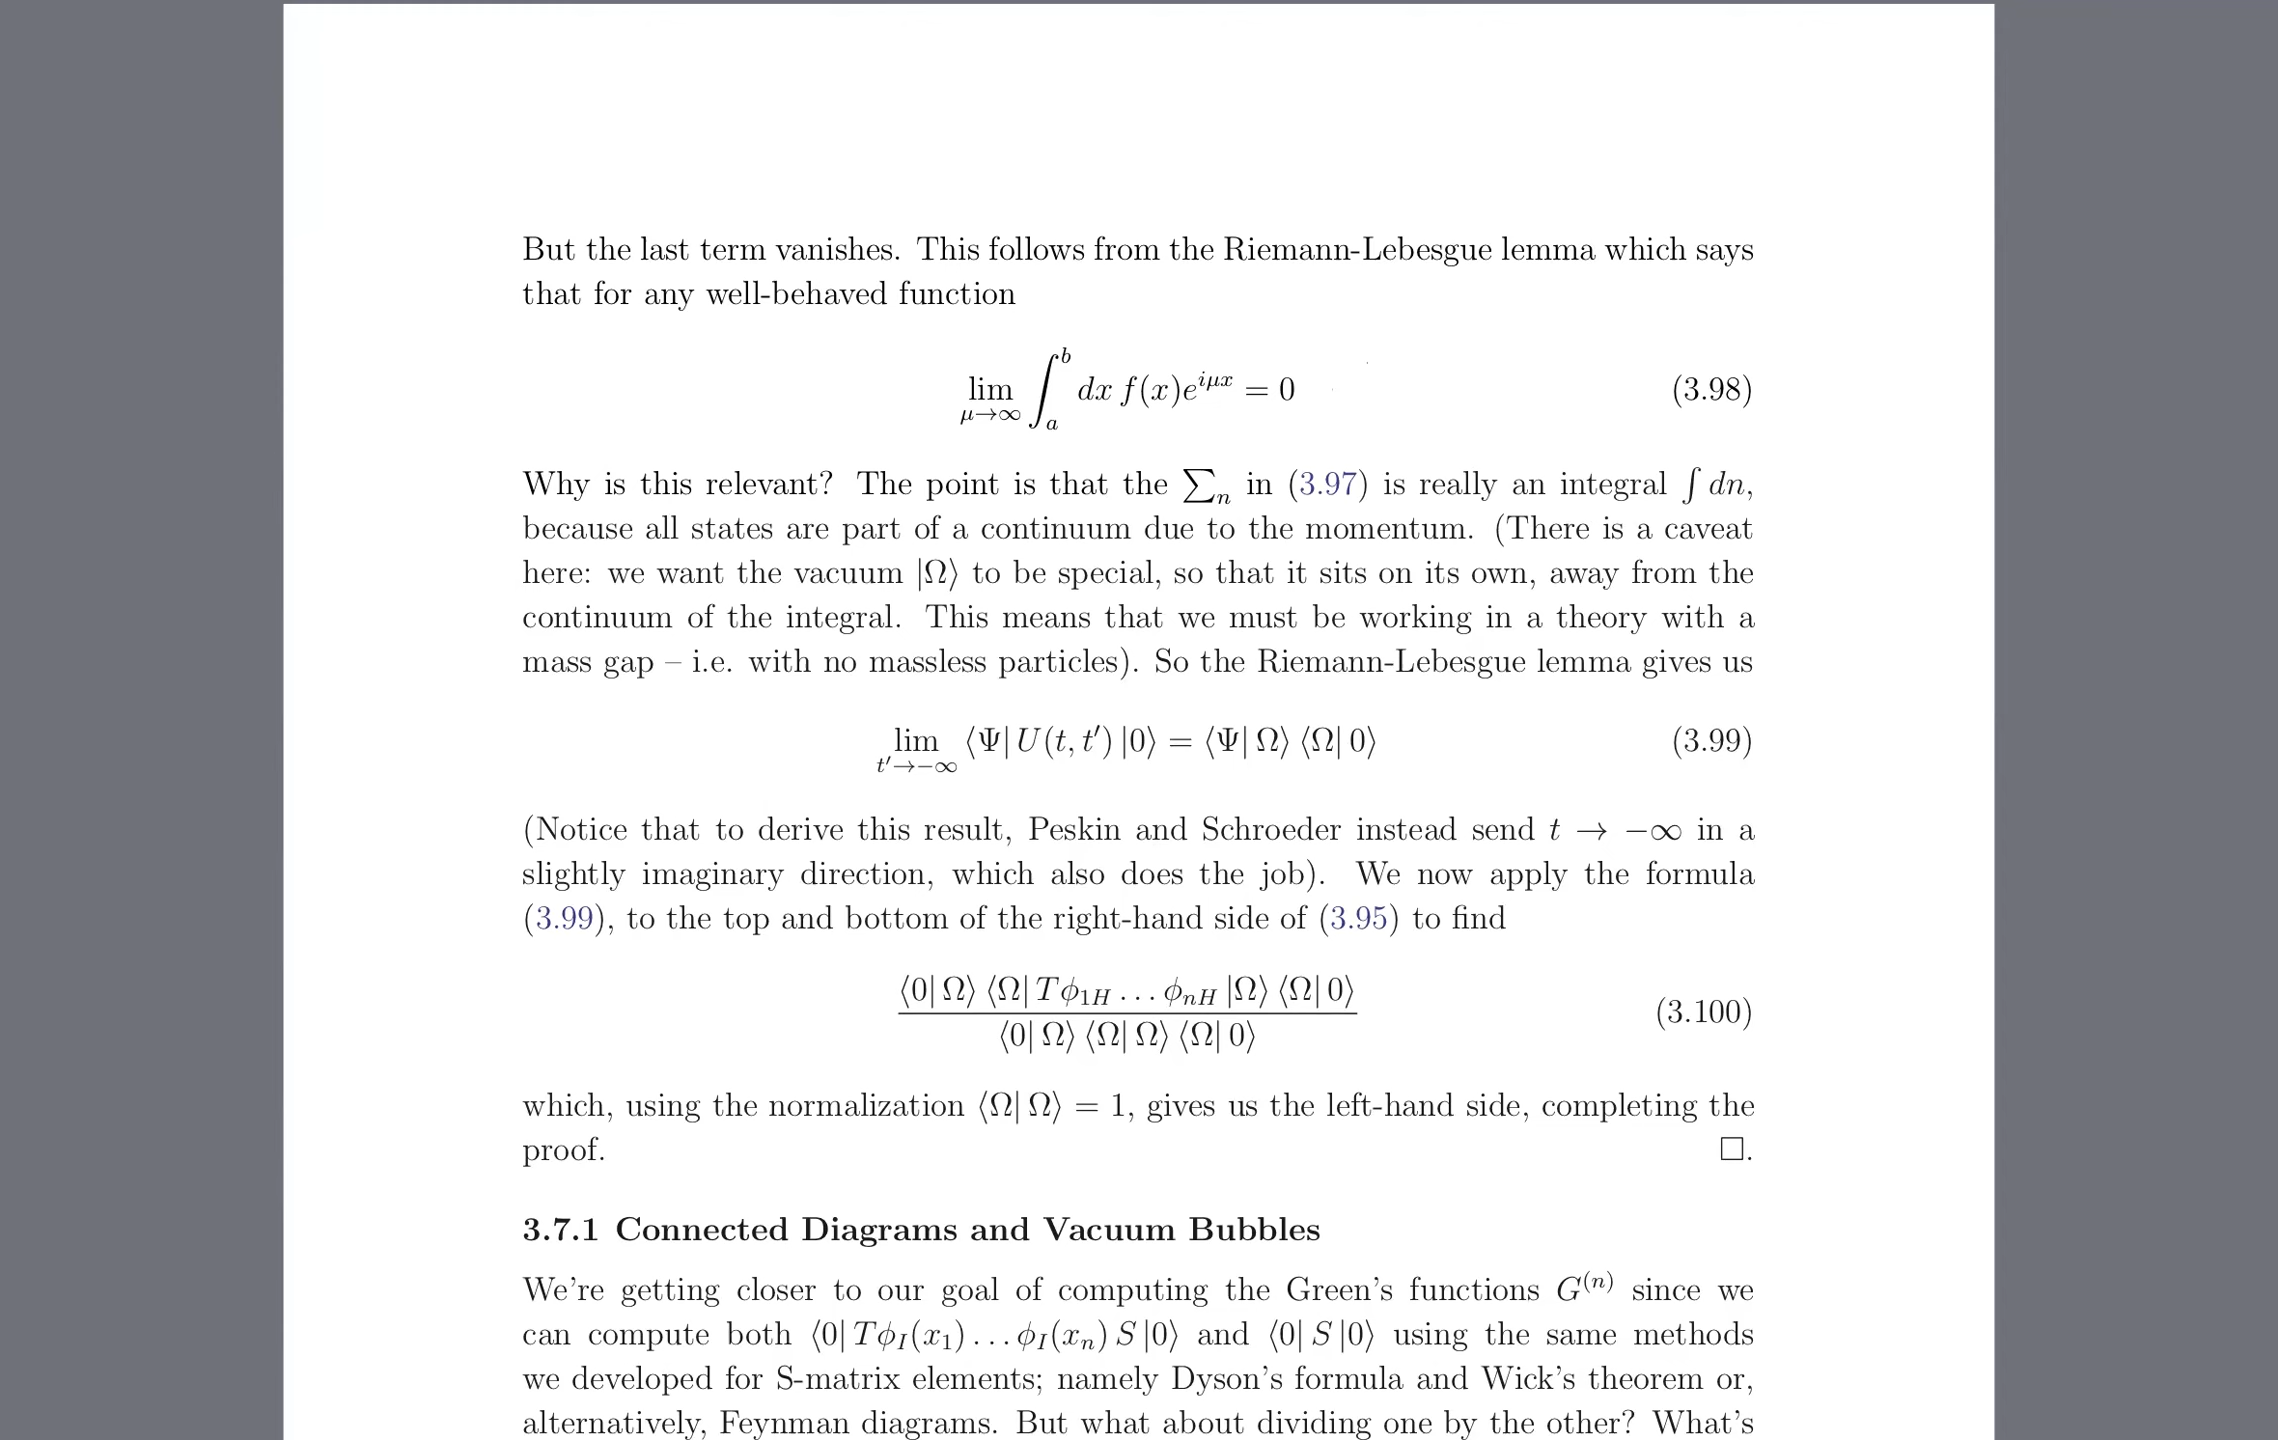 But the last term vanishes. This follows from the Riemann-Lebesgue lemma which says
that for any well-behaved function
lim_{μ→∞} ∫_a^b dx f(x)e^{iμx} = 0 (3.98)
Why is this relevant? The point is that the ∑_n in (3.97) is really an integral ∫ dn,
because all states are part of a continuum due to the momentum. (There is a caveat
here: we want the vacuum |Ω⟩ to be special, so that it sits on its own, away from the
continuum of the integral. This means that we must be working in a theory with a
mass gap – i.e. with no massless particles). So the Riemann-Lebesgue lemma gives us
lim_{t′→−∞} ⟨Ψ| U(t, t′) |0⟩ = ⟨Ψ| Ω⟩ ⟨Ω| 0⟩ (3.99)
(Notice that to derive this result, Peskin and Schroeder instead send t → −∞ in a
slightly imaginary direction, which also does the job). We now apply the formula
(3.99), to the top and bottom of the right-hand side of (3.95) to find
⟨0| Ω⟩ ⟨Ω| Tϕ_{1H} . . . ϕ_{nH} |Ω⟩ ⟨Ω| 0⟩
⟨0| Ω⟩ ⟨Ω| Ω⟩ ⟨Ω| 0⟩ (3.100)
which, using the normalization ⟨Ω| Ω⟩ = 1, gives us the left-hand side, completing the
proof. □.
3.7.1 Connected Diagrams and Vacuum Bubbles
We're getting closer to our goal of computing the Green's functions G^{(n)} since we
can compute both ⟨0| Tϕ_I(x_1) . . . ϕ_I(x_n) S |0⟩ and ⟨0| S |0⟩ using the same methods
we developed for S-matrix elements; namely Dyson's formula and Wick's theorem or,
alternatively, Feynman diagrams. But what about dividing one by the other? What's